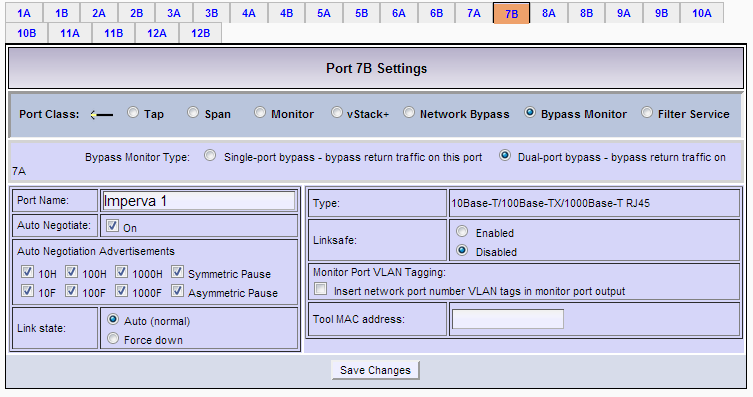 1A 1B 2A 2B 3A 3B 4A 4B 5A 5B 6A 6B 7A 7B 8A 8B 9A 9B 10A
10B 11A 11B 12A 12B
Port 7B Settings
Port Class: Tap Span Monitor vStack+ Network Bypass Bypass Monitor Filter Service
Bypass Monitor Type: Single-port bypass - bypass return traffic on this port Dual-port bypass - bypass return traffic on
7A
Port Name: Imperva 1
Auto Negotiate: On
Auto Negotiation Advertisements
10H 100H 1000H Symmetric Pause
10F 100F 1000F Asymmetric Pause
Link state: Auto (normal)
Force down
Type: 10Base-T/100Base-TX/1000Base-T RJ45
Linksafe: Enabled
Disabled
Monitor Port VLAN Tagging:
Insert network port number VLAN tags in monitor port output
Tool MAC address:
Save Changes